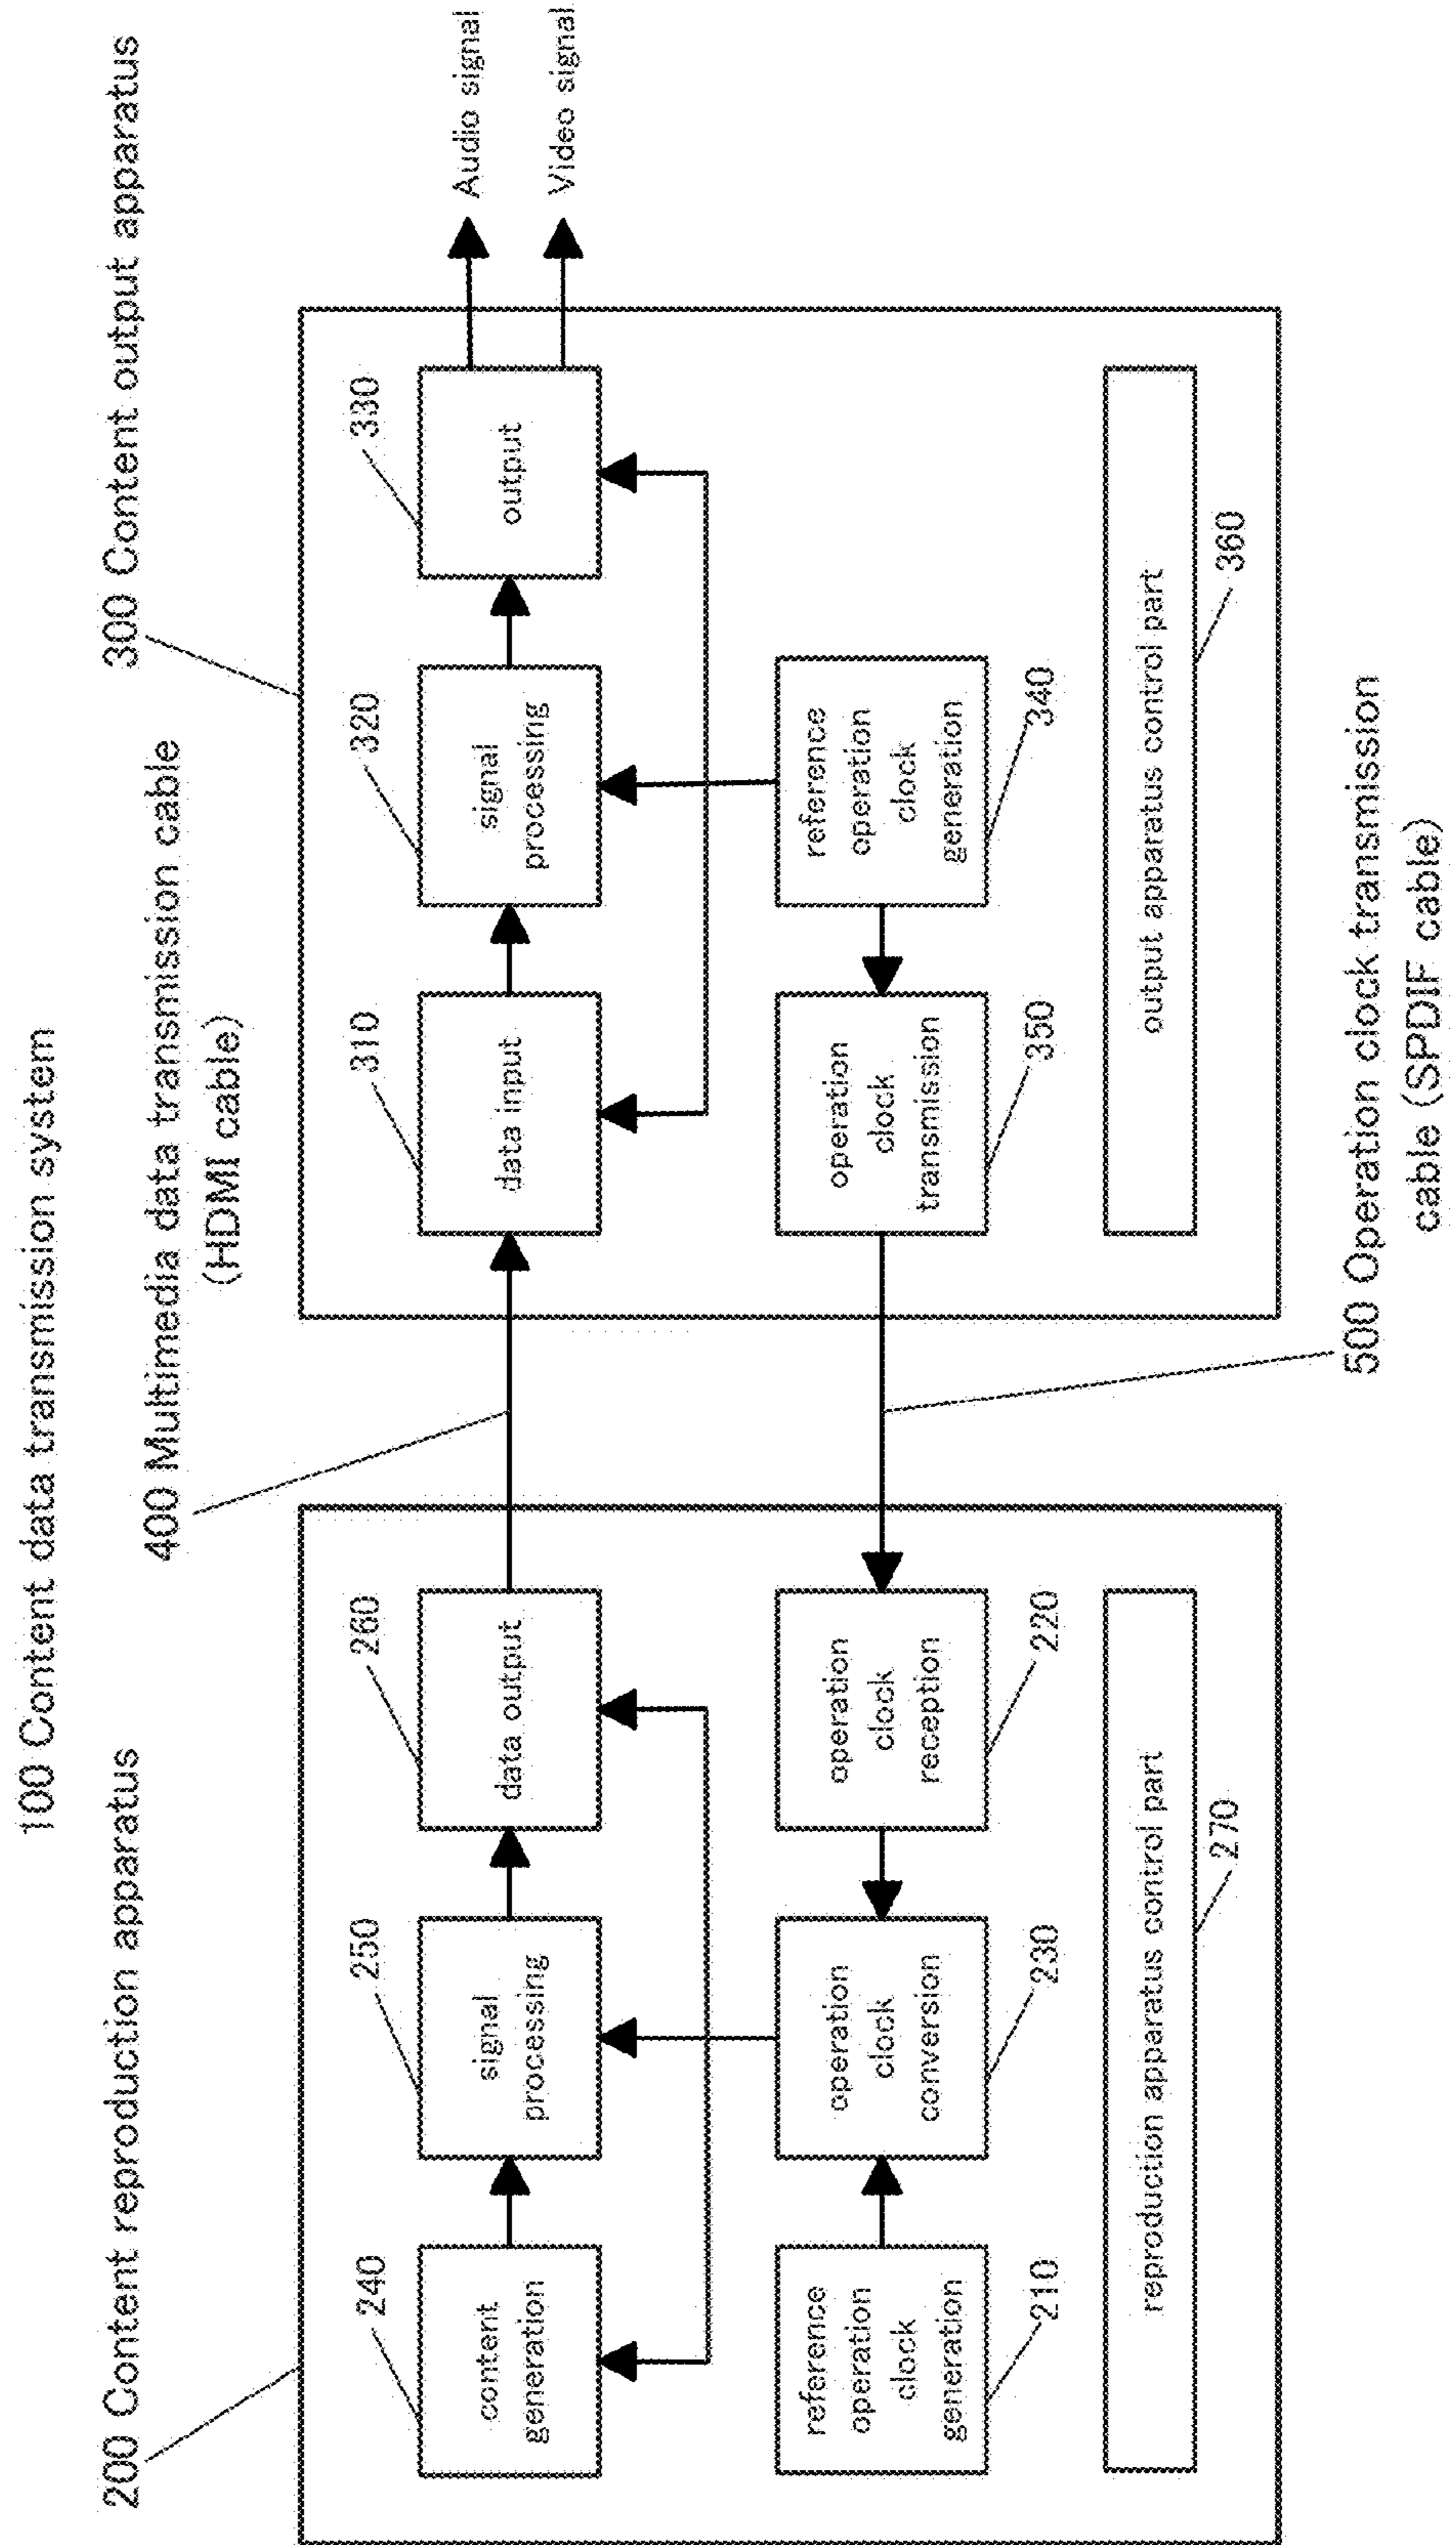 100 Content data transmission system
200 Content reproduction apparatus
400 Multimedia data transmission cable
(HDMI cable)
300 Content output apparatus
240
content
generation
250
signal
processing
260
data output
310
data input
320
signal
processing
330
output
Audio signal
Video signal
reference
operation
clock
generation
210
operation
clock
conversion
230
operation
clock
reception
220
operation
clock
transmission
350
reference
operation
clock
generation
340
reproduction apparatus control part
270
output apparatus control part
360
500 Operation clock transmission
cable (SPDIF cable)